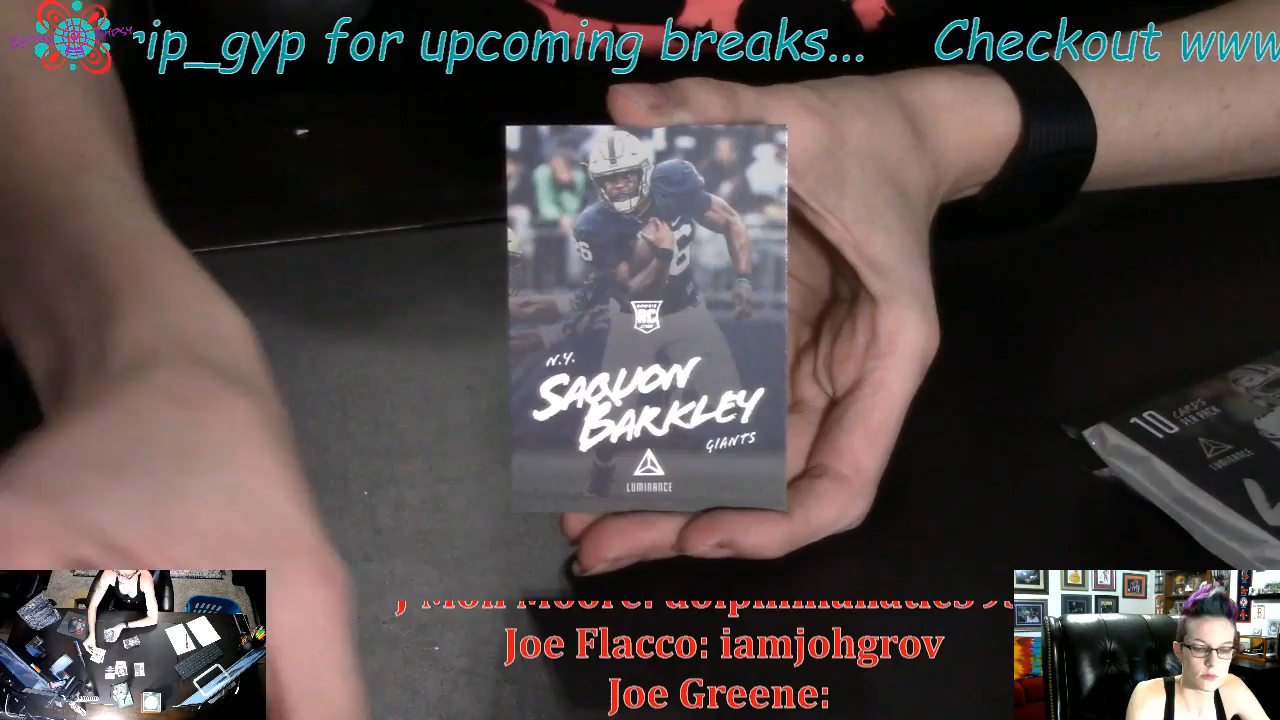 rip_gyp for upcoming breaks... Checkout www
ROOKIE
RC
N.Y.
SAQUON
BARKLEY
GIANTS
LUMINANCE
10 CARDS
PER PACK
LUMINANCE
Joe Flacco: iamjohgrov
Joe Greene: